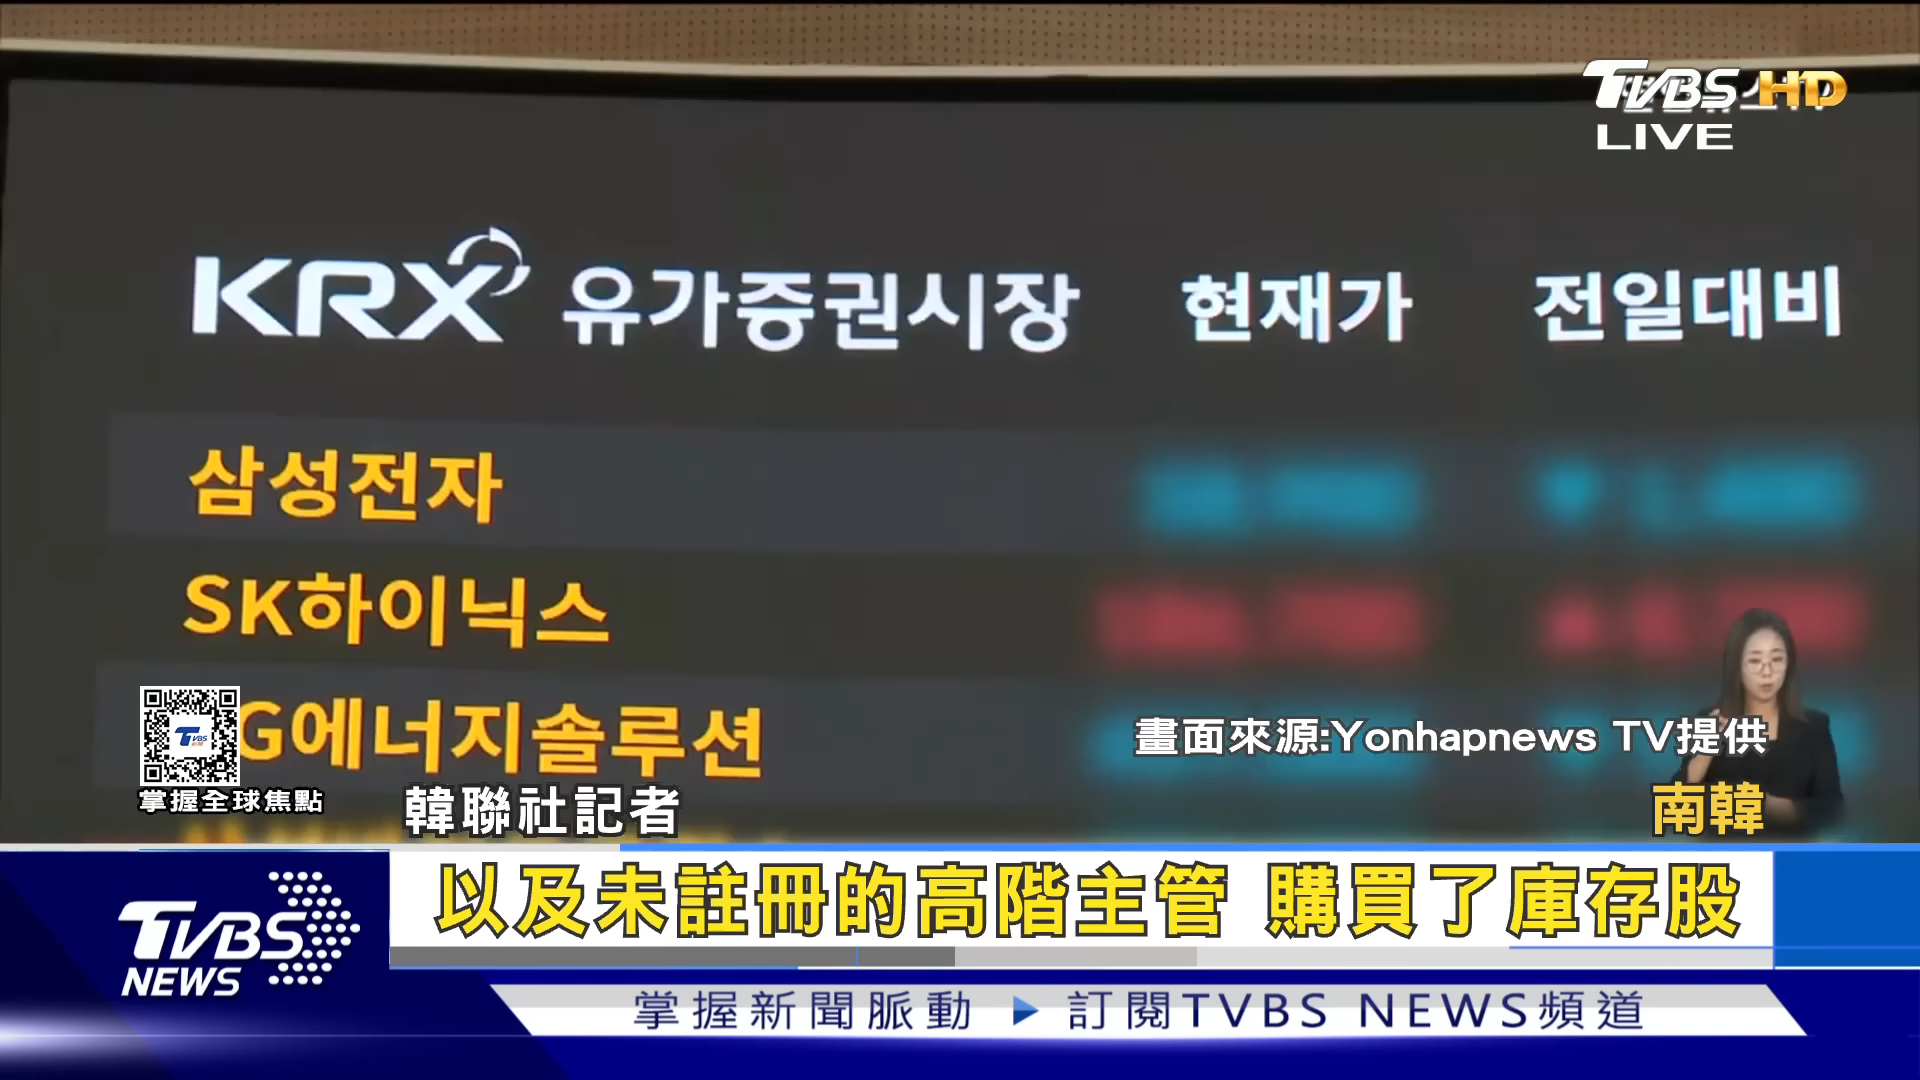 TVBS HD
LIVE
KRX 유가증권시장 현재가 전일대비
삼성전자
SK하이닉스
G에너지솔루션
畫面來源:Yonhapnews TV提供
TVBS
掌握全球焦點
韓聯社記者
南韓
以及未註冊的高階主管 購買了庫存股
TVBS
NEWS
掌握新聞脈動 ▶ 訂閱TVBS NEWS頻道